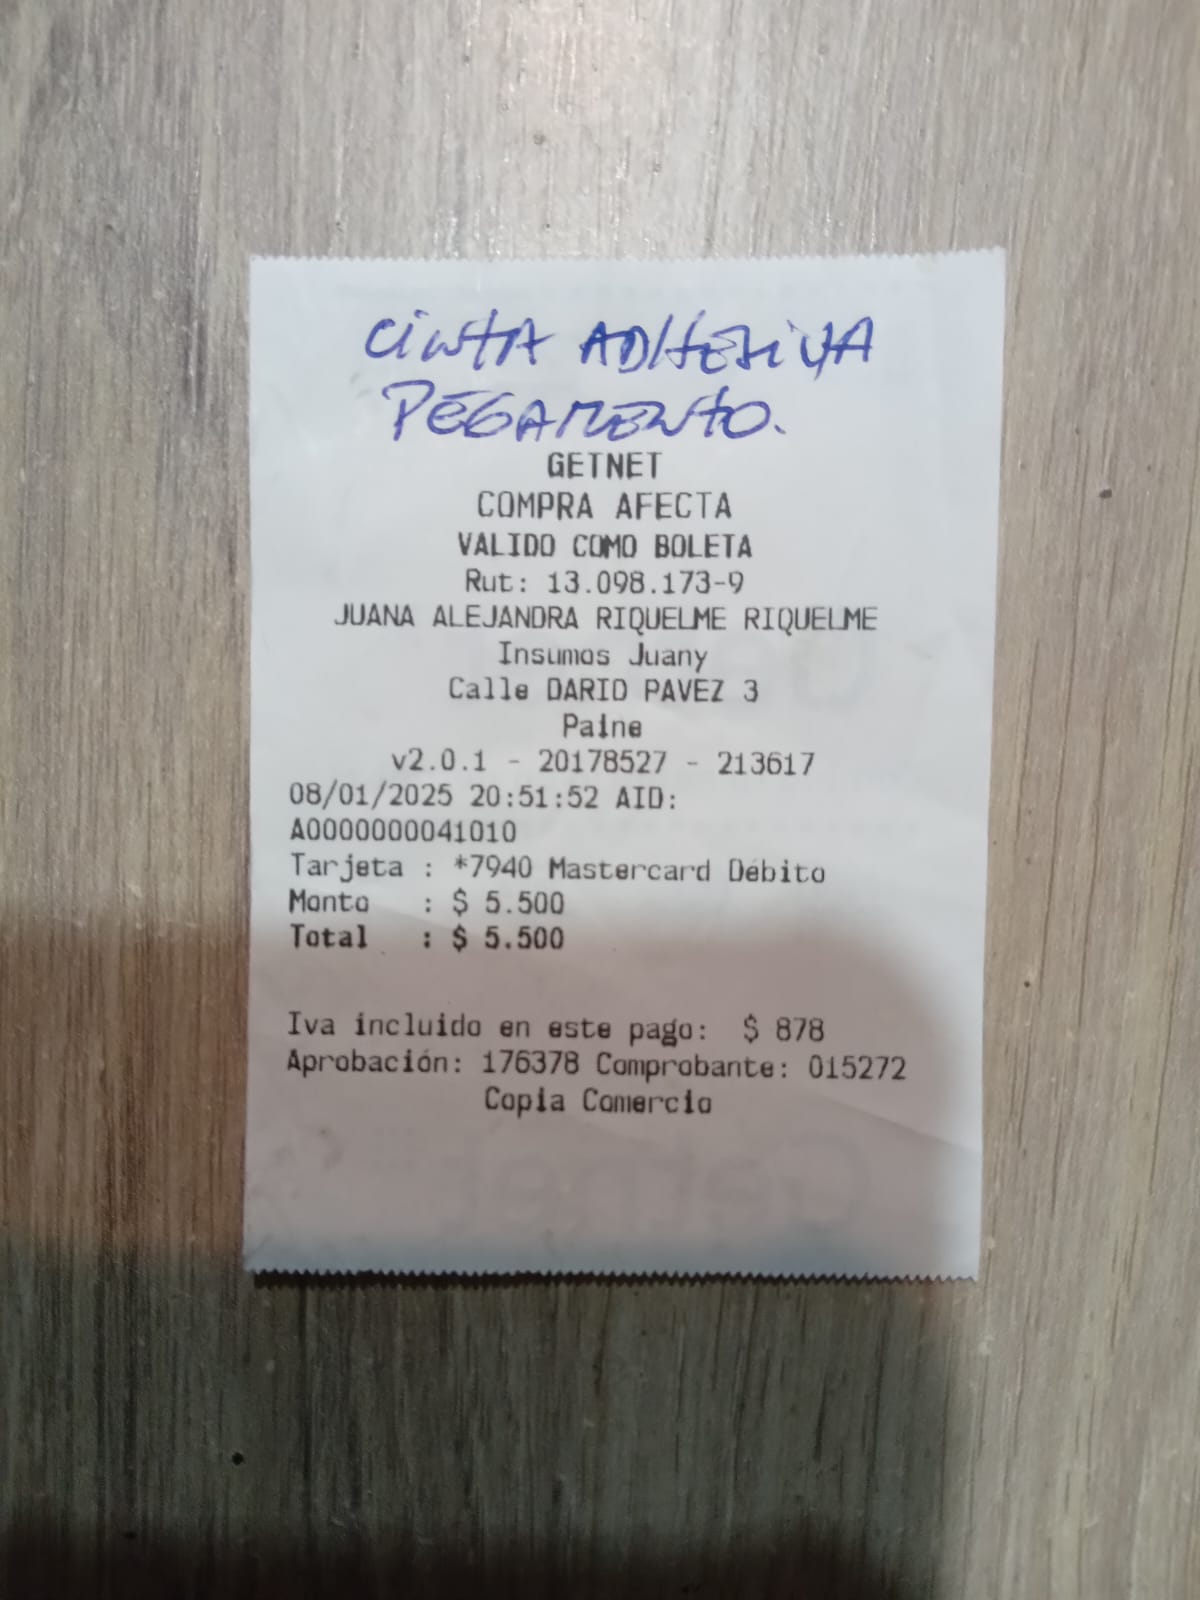 CINTA ADHESIVA
PEGAMENTO.
GETNET
COMPRA AFECTA
VALIDO COMO BOLETA
Rut: 13.098.173-9
JUANA ALEJANDRA RIQUELME RIQUELME
Insumos Juany
Calle DARIO PAVEZ 3
Paine
v2.0.1 - 20178527 - 213617
08/01/2025 20:51:52 AID:
A0000000041010
Tarjeta : *7940 Mastercard Débito
Monto : $ 5.500
Total : $ 5.500
Iva incluido en este pago: $ 878
Aprobación: 176378 Comprobante: 015272
Copia Comercio